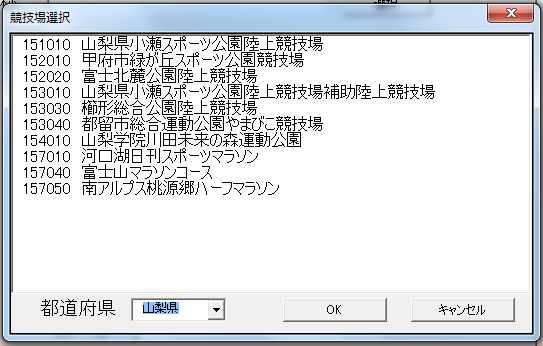 競技場選択
151010 山梨県小瀬スポーツ公園陸上競技場
152010 甲府市緑が丘スポーツ公園競技場
152020 富士北麓公園陸上競技場
153010 山梨県小瀬スポーツ公園陸上競技場補助陸上競技場
153030 櫛形総合公園陸上競技場
153040 都留市総合運動公園やまびこ競技場
154010 山梨学院川田未来の森運動公園
157010 河口湖日刊スポーツマラソン
157040 富士山マラソンコース
157050 南アルプス桃源郷ハーフマラソン
都道府県 山梨県 OK キャンセル